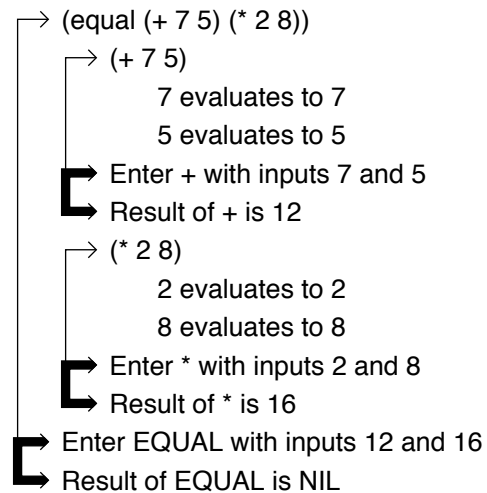 (equal (+ 7 5) (* 2 8))
(+ 7 5)
7 evaluates to 7
5 evaluates to 5
Enter + with inputs 7 and 5
Result of + is 12
(* 2 8)
2 evaluates to 2
8 evaluates to 8
Enter * with inputs 2 and 8
Result of * is 16
Enter EQUAL with inputs 12 and 16
Result of EQUAL is NIL